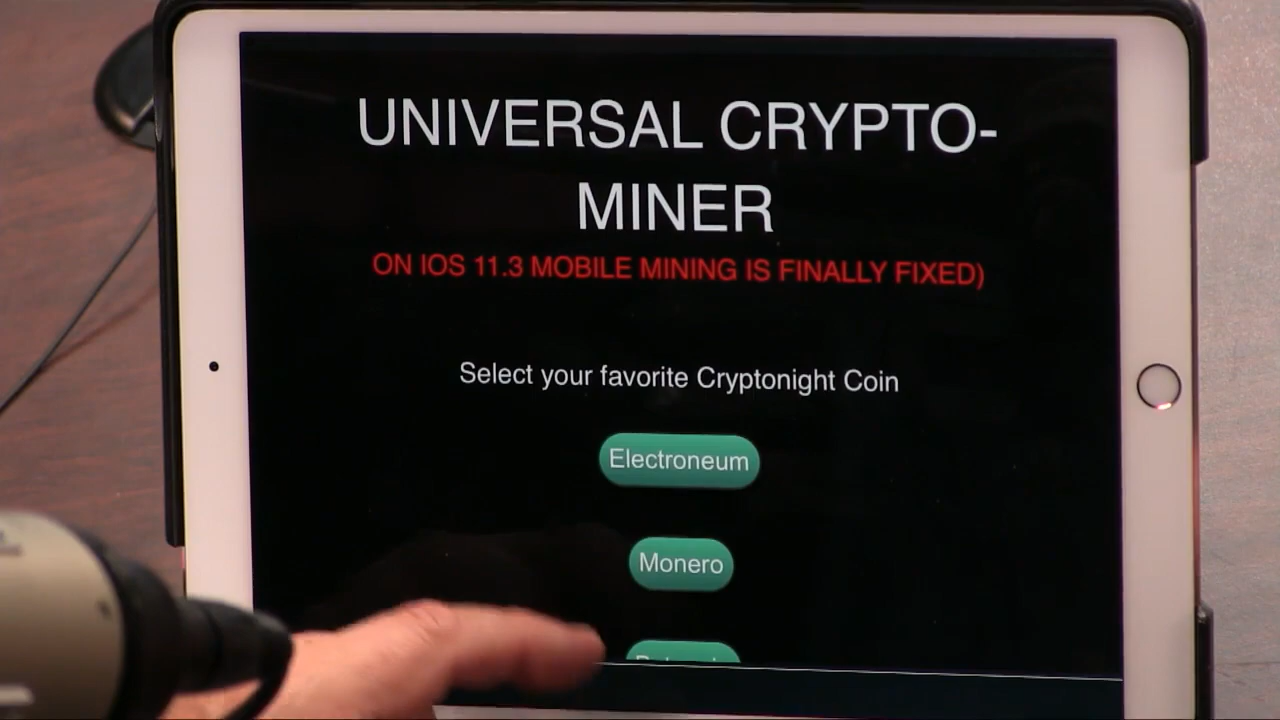 UNIVERSAL CRYPTO-
MINER
ON IOS 11.3 MOBILE MINING IS FINALLY FIXED)
Select your favorite Cryptonight Coin
Electroneum
Monero